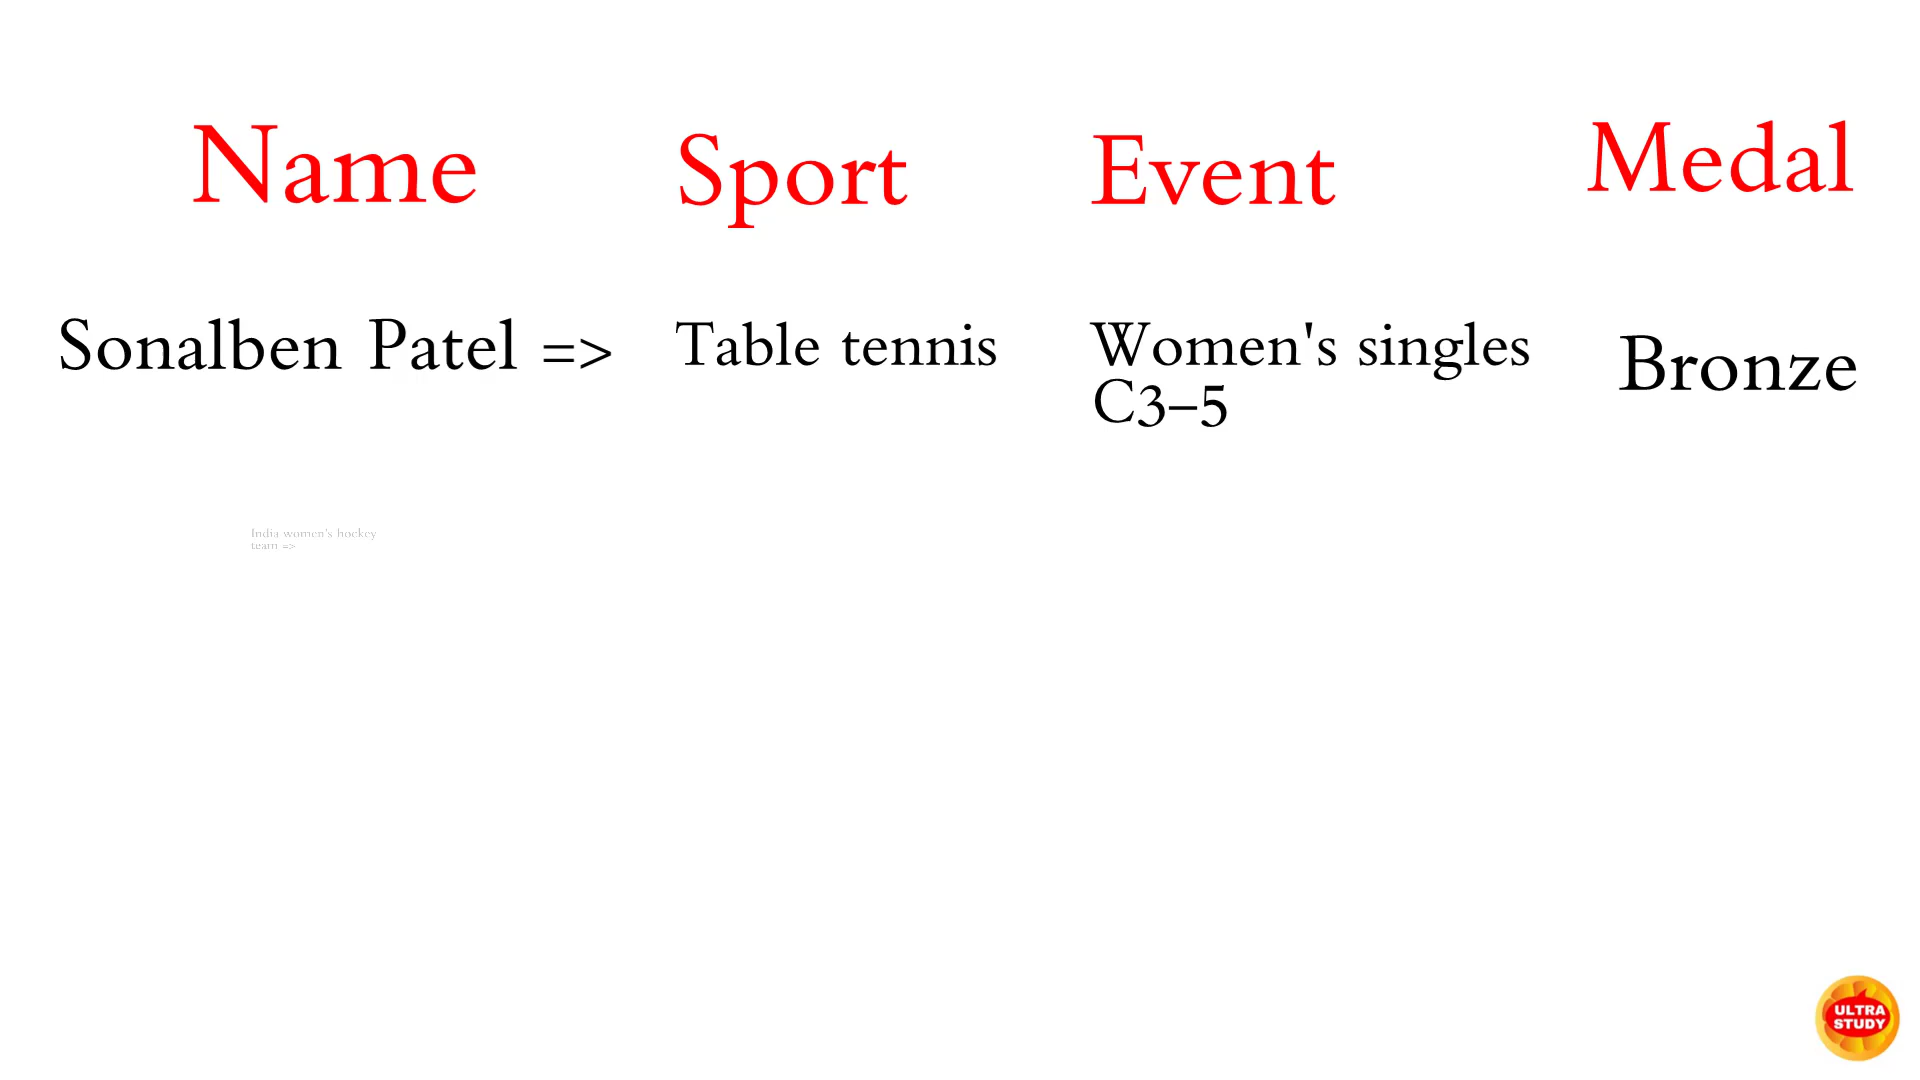 Name Sport Event Medal
Sonalben Patel => Table tennis Women's singles Bronze
C3–5
India women's hockey
team =>
ULTRA
STUDY